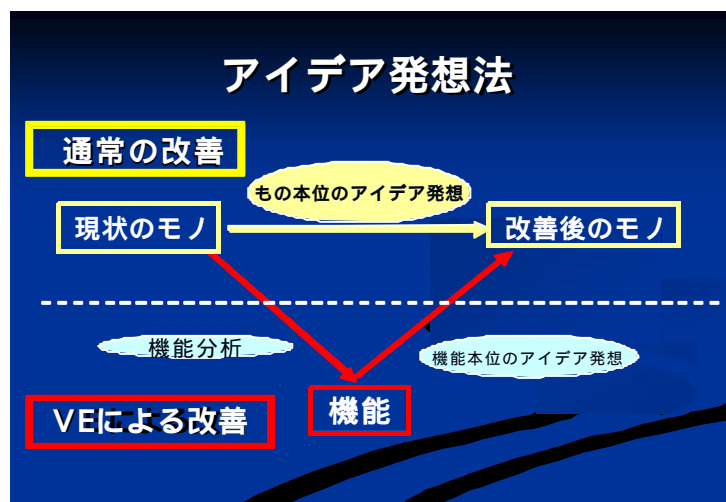 アイデア発想法
通常の改善
もの本位のアイデア発想
現状のモノ
改善後のモノ
機能分析
機能本位のアイデア発想
機能
VEによる改善